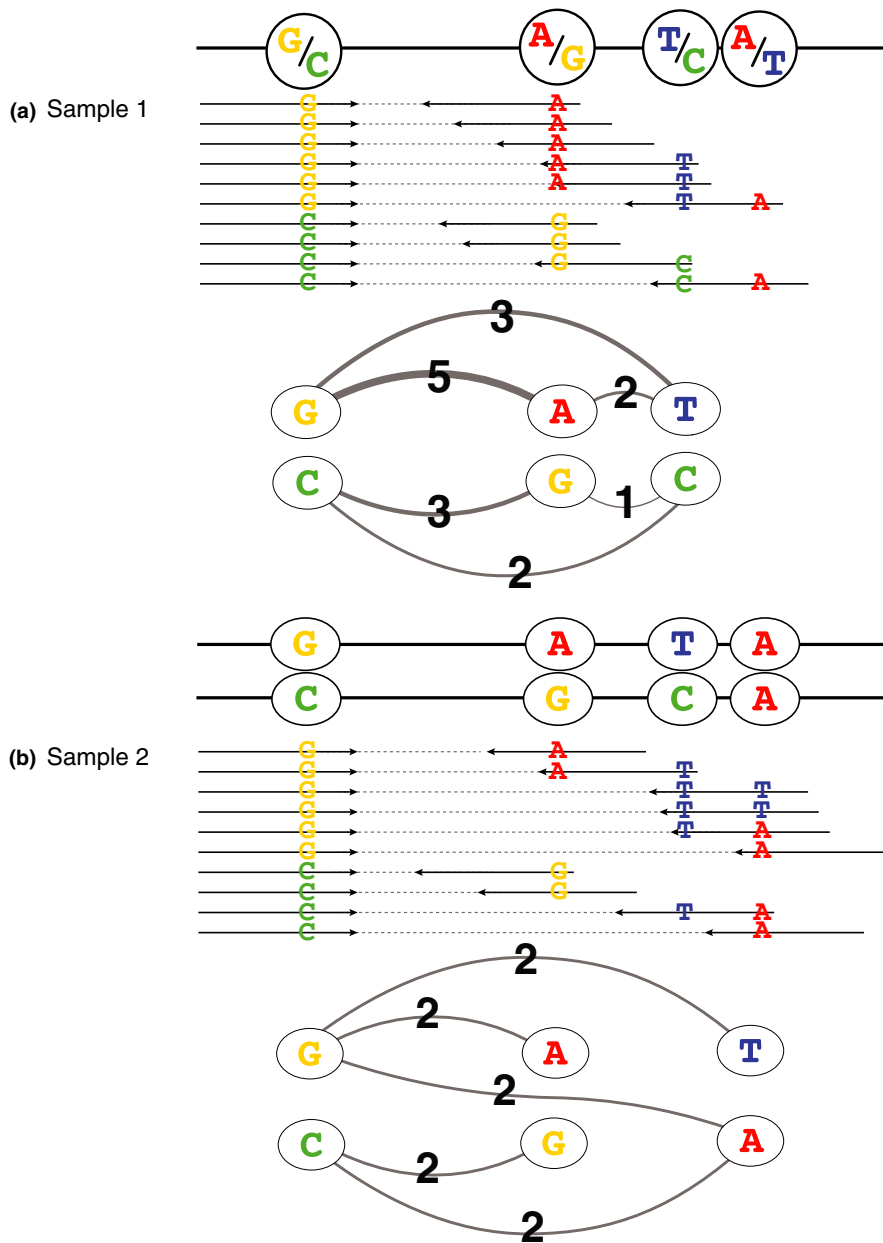 G/C A/G T/C A/T
(a) Sample 1
G A
G A
G A
G A T
G A T
G T A
C G
C G
C G C
C C A
3
5 2
G A T
C G C
3 1
2
G A T A
C G C A
(b) Sample 2
G A
G A T
G T T
G T T
G T A
G A
C G
C G
C T A
C A
2
2
G A T
2
C G A
2
2